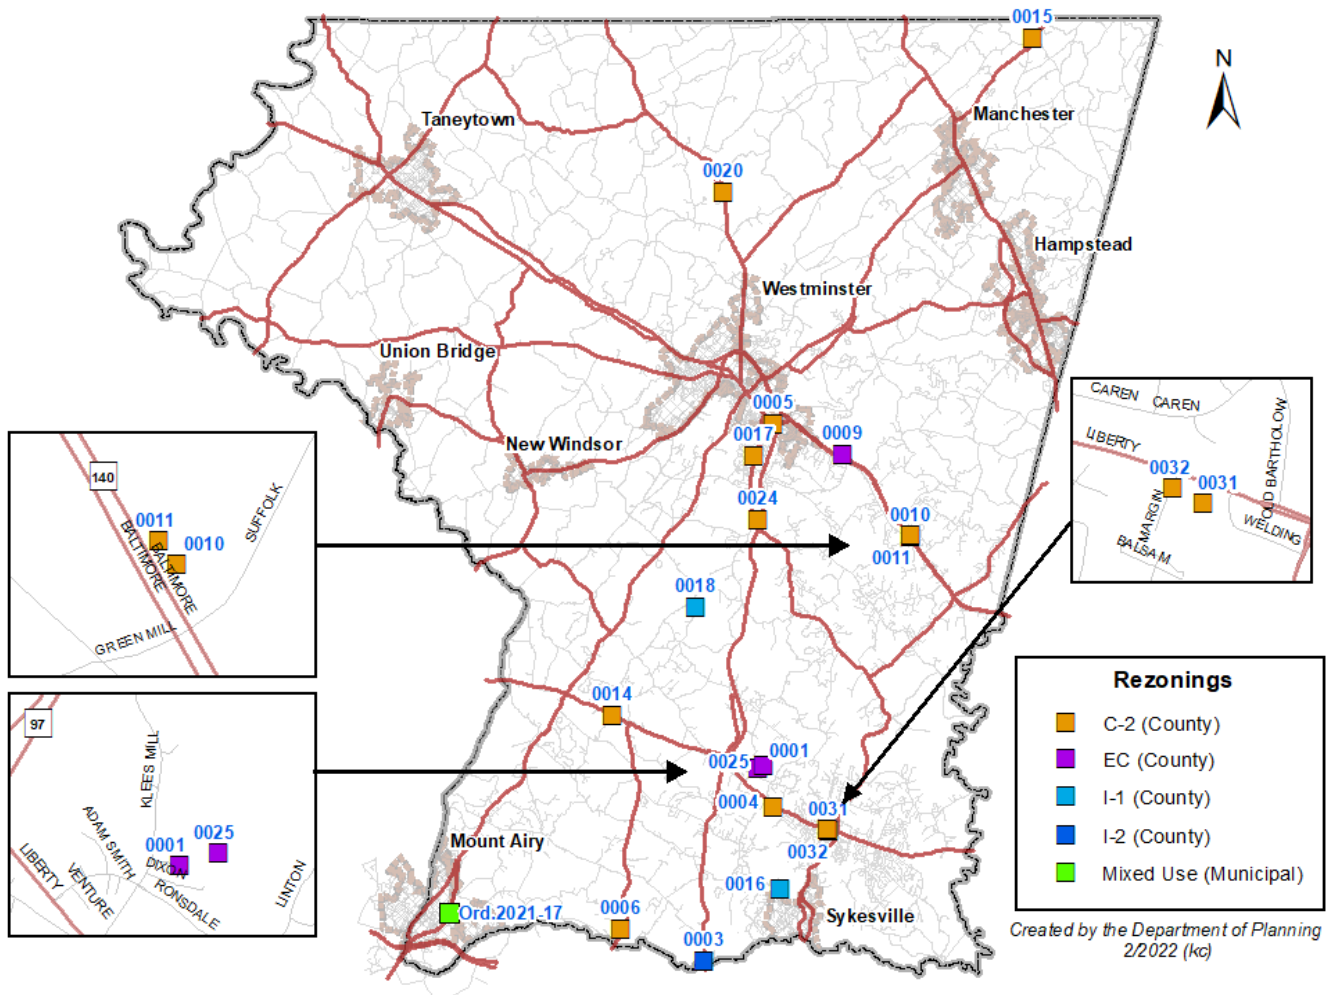 0015
N
Manchester
Taneytown
0020
Hampstead
Westminster
Union Bridge
0005
0017
0009
New Windsor
0024
0010
0011
0018
0014
0025
0001
0004
0031
0032
Mount Airy
0016
Ord.2021-17
0006
Sykesville
0003
140
0011
0010
BALTIMORE
BALTIMORE
SUFFOLK
GREEN MILL
97
KLEES MILL
ADAM SMITH
0001
0025
DIXON
LIBERTY
VENTURE
RONSDALE
LINTON
CAREN
CAREN
LIBERTY
OLD BARTHOLOW
0032
0031
MARGIN
WELDING
BALSAM
Rezonings
C-2 (County)
EC (County)
I-1 (County)
I-2 (County)
Mixed Use (Municipal)
Created by the Department of Planning
2/2022 (kc)